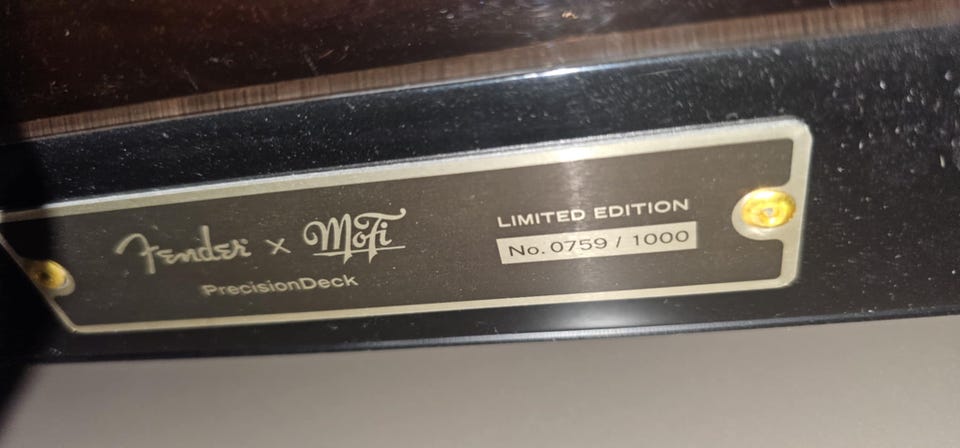 Fender x MoFi
PrecisionDeck
LIMITED EDITION
No. 0759 / 1000